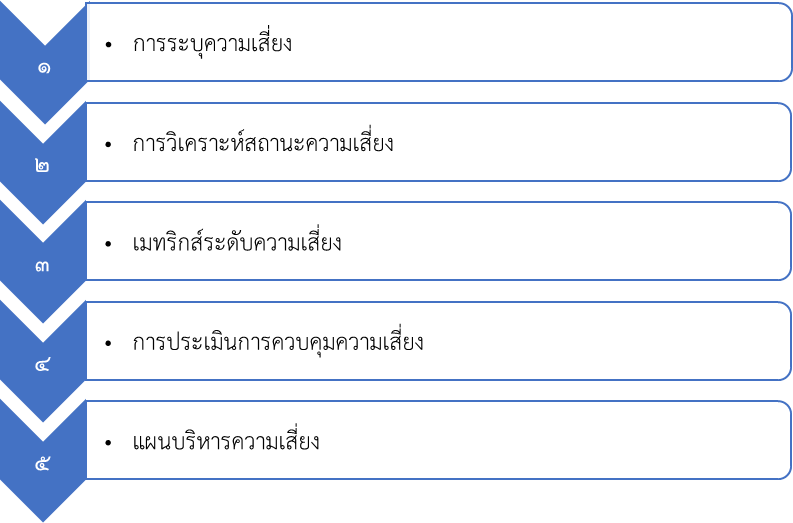 ๑
• การระบุความเสี่ยง
๒
• การวิเคราะห์สถานะความเสี่ยง
๓
• เมทริกส์ระดับความเสี่ยง
๔
• การประเมินการควบคุมความเสี่ยง
๕
• แผนบริหารความเสี่ยง